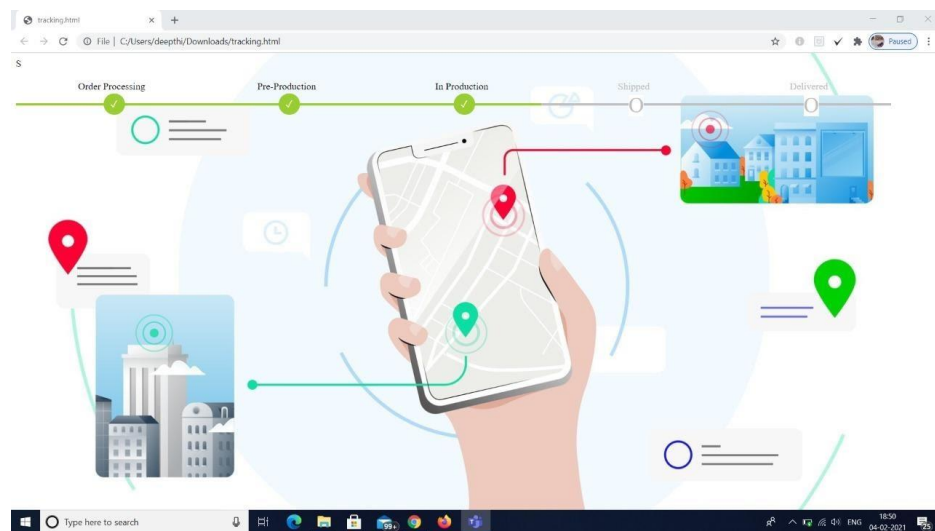 tracking.html
File | C:/Users/deepthi/Downloads/tracking.html
Paused
S
Order Processing Pre-Production In Production Shipped Delivered
Type here to search
99+
ENG
18:50
04-02-2021
25